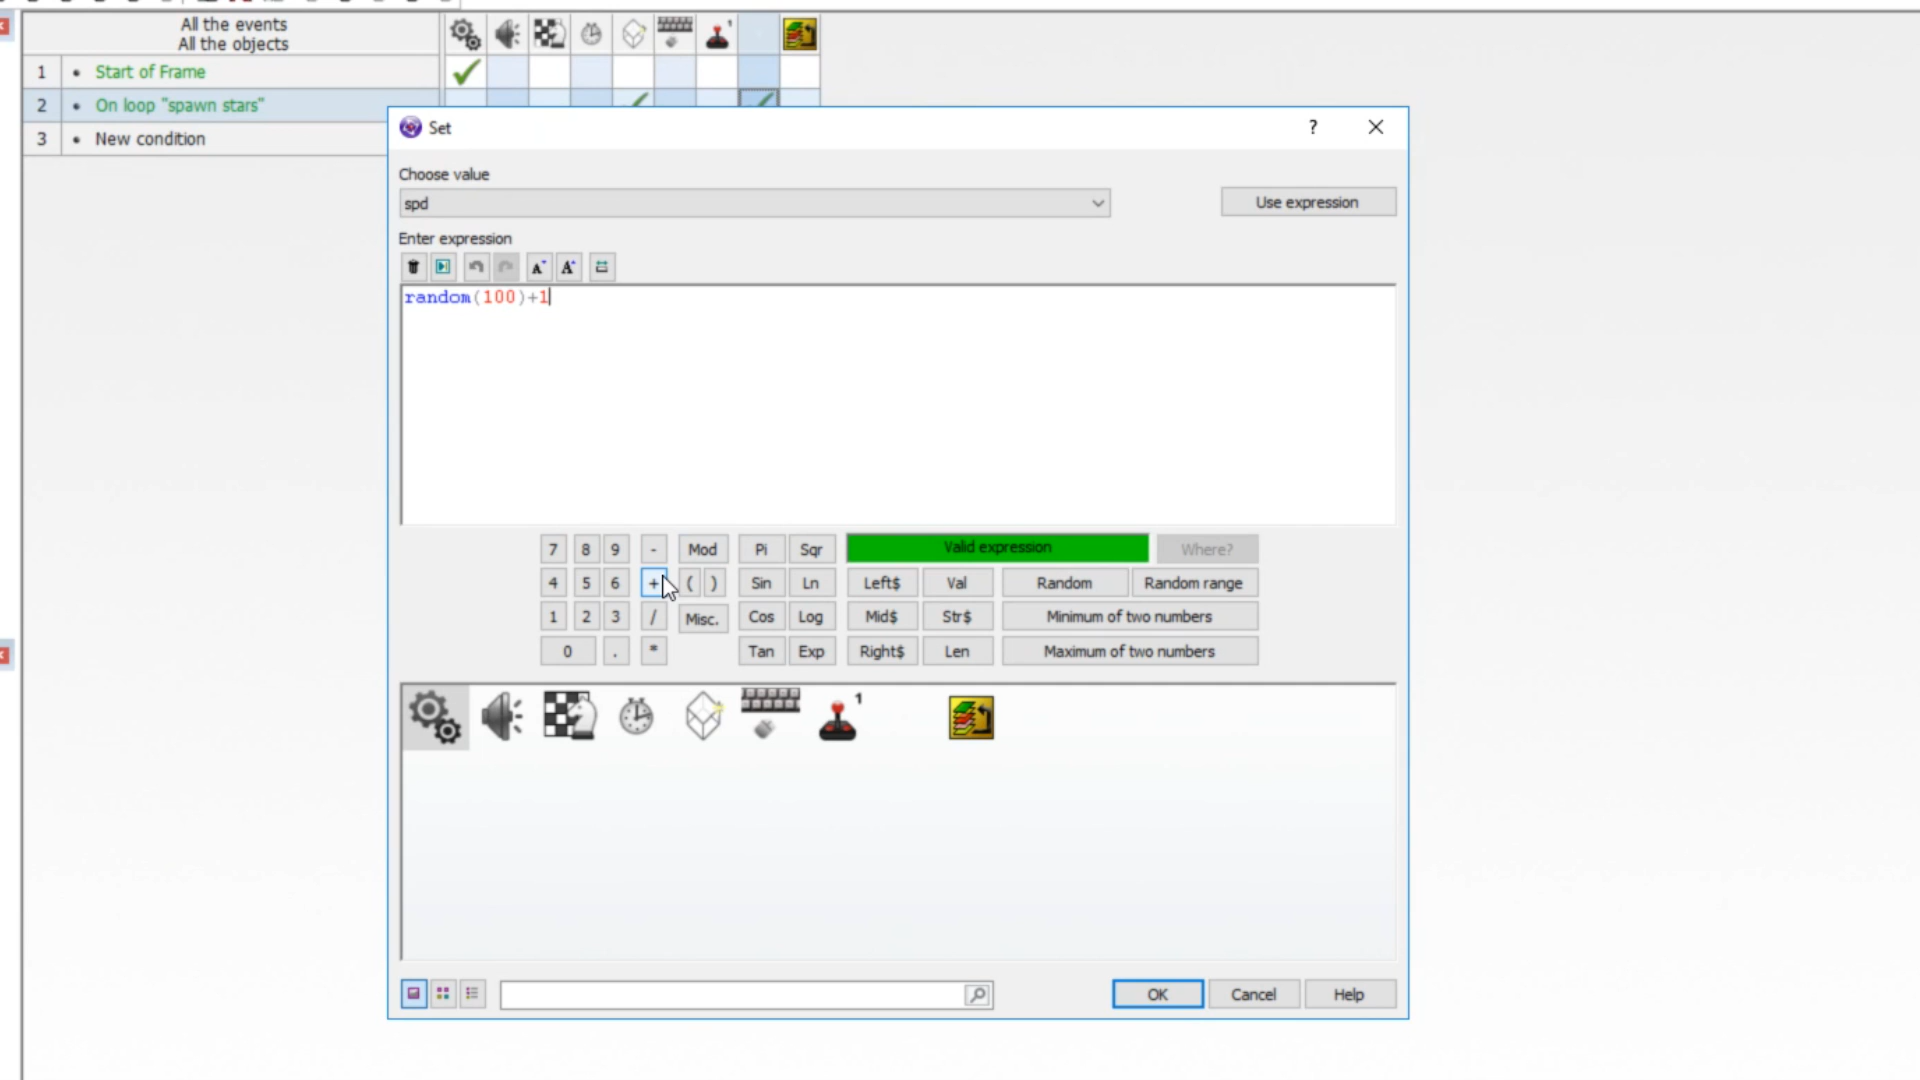 All the events
All the objects
1 • Start of Frame
2 • On loop "spawn stars"
3 • New condition
Set
?
Choose value
spd
Use expression
Enter expression
A A
random(100)+1
7 8 9 - Mod Pi Sqr Valid expression Where?
4 5 6 + ( ) Sin Ln Left$ Val Random Random range
1 2 3 / Misc. Cos Log Mid$ Str$ Minimum of two numbers
0 . * Tan Exp Right$ Len Maximum of two numbers
1
OK Cancel Help